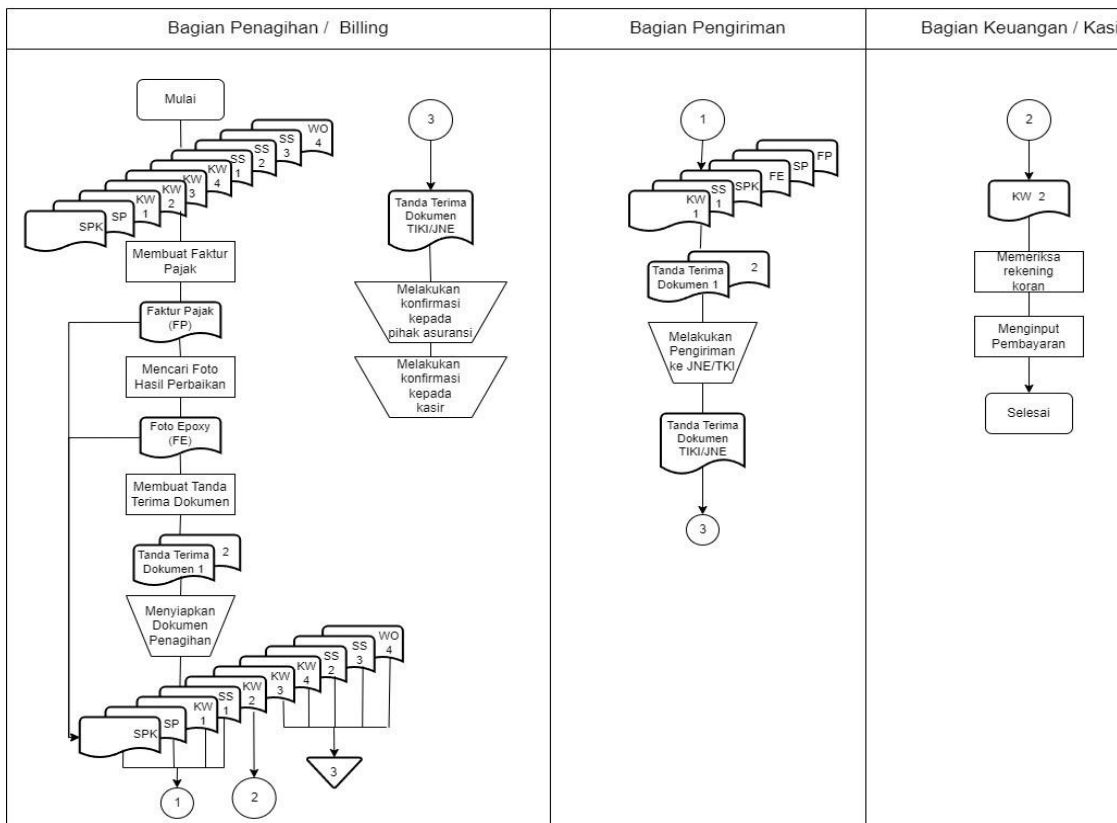 Bagian Penagihan / Billing
Mulai
WO
4
SS
3
SS
2
SS
1
KW
4
KW
3
KW
2
KW
1
SP
SPK
Membuat Faktur
Pajak
Faktur Pajak
(FP)
Mencari Foto
Hasil Perbaikan
Foto Epoxy
(FE)
Membuat Tanda
Terima Dokumen
Tanda Terima
Dokumen 1
2
Menyiapkan
Dokumen
Penagihan
WO
4
SS
3
SS
2
KW
4
KW
3
KW
2
SS
1
KW
1
SP
SPK
1
2
3
3
Tanda Terima
Dokumen
TIKI/JNE
Melakukan
konfirmasi
kepada
pihak asuransi
Melakukan
konfirmasi
kepada
kasir
Bagian Pengiriman
1
FP
SP
FE
SPK
SS
1
KW
1
Tanda Terima
Dokumen 1
2
Melakukan
Pengiriman
ke JNE/TKI
Tanda Terima
Dokumen
TIKI/JNE
3
Bagian Keuangan / Kasi
2
KW 2
Memeriksa
rekening
koran
Menginput
Pembayaran
Selesai